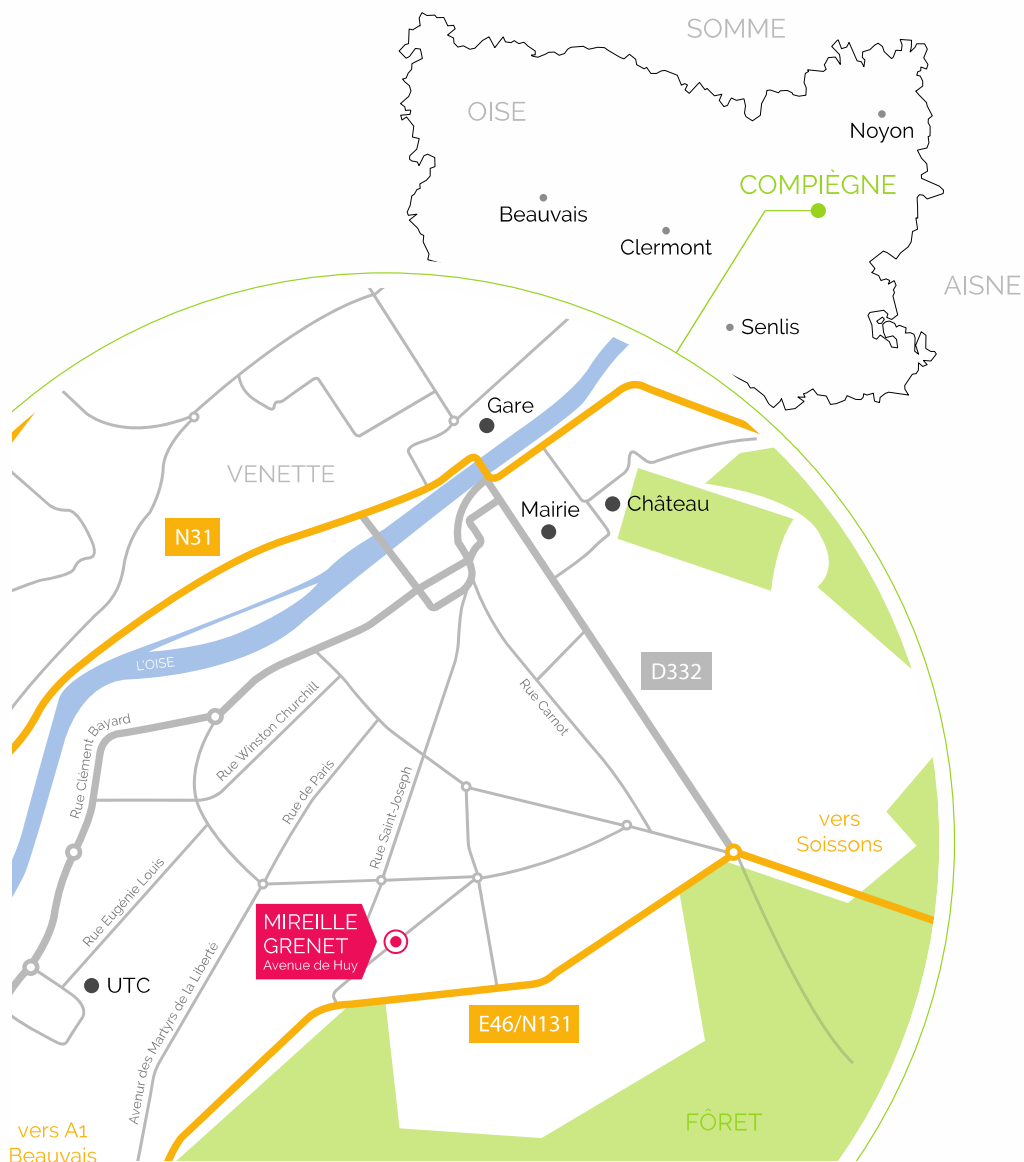 SOMME
OISE
Noyon
COMPIÈGNE
Beauvais
Clermont
AISNE
Senlis
Gare
VENETTE
Mairie
Château
N31
L'OISE
D332
Rue Carnot
Rue Clément Bayard
Rue Winston Churchill
Rue de Paris
Rue Saint-Joseph
vers
Soissons
Rue Eugénie Louis
MIREILLE
GRENET
Avenue de Huy
UTC
Avenur des Martyrs de la Liberté
E46/N131
FÔRET
vers A1
Beauvais